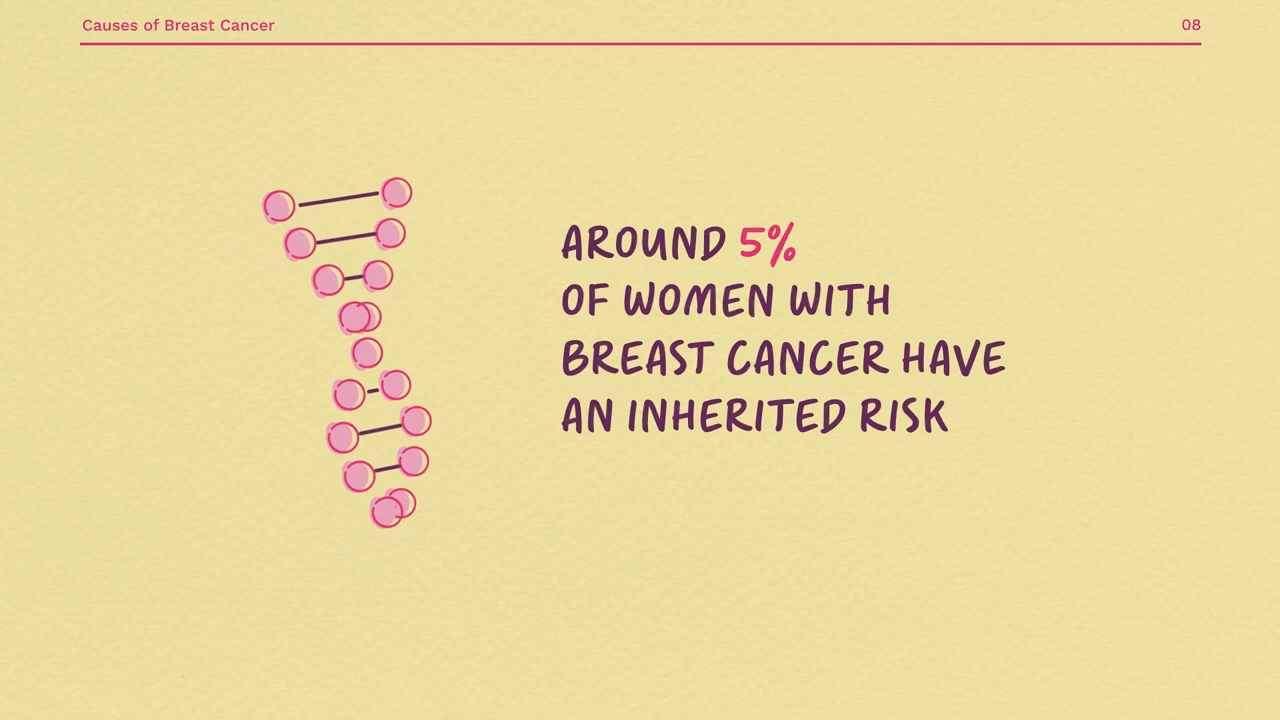 Causes of Breast Cancer
08
AROUND 5%
OF WOMEN WITH
BREAST CANCER HAVE
AN INHERITED RISK